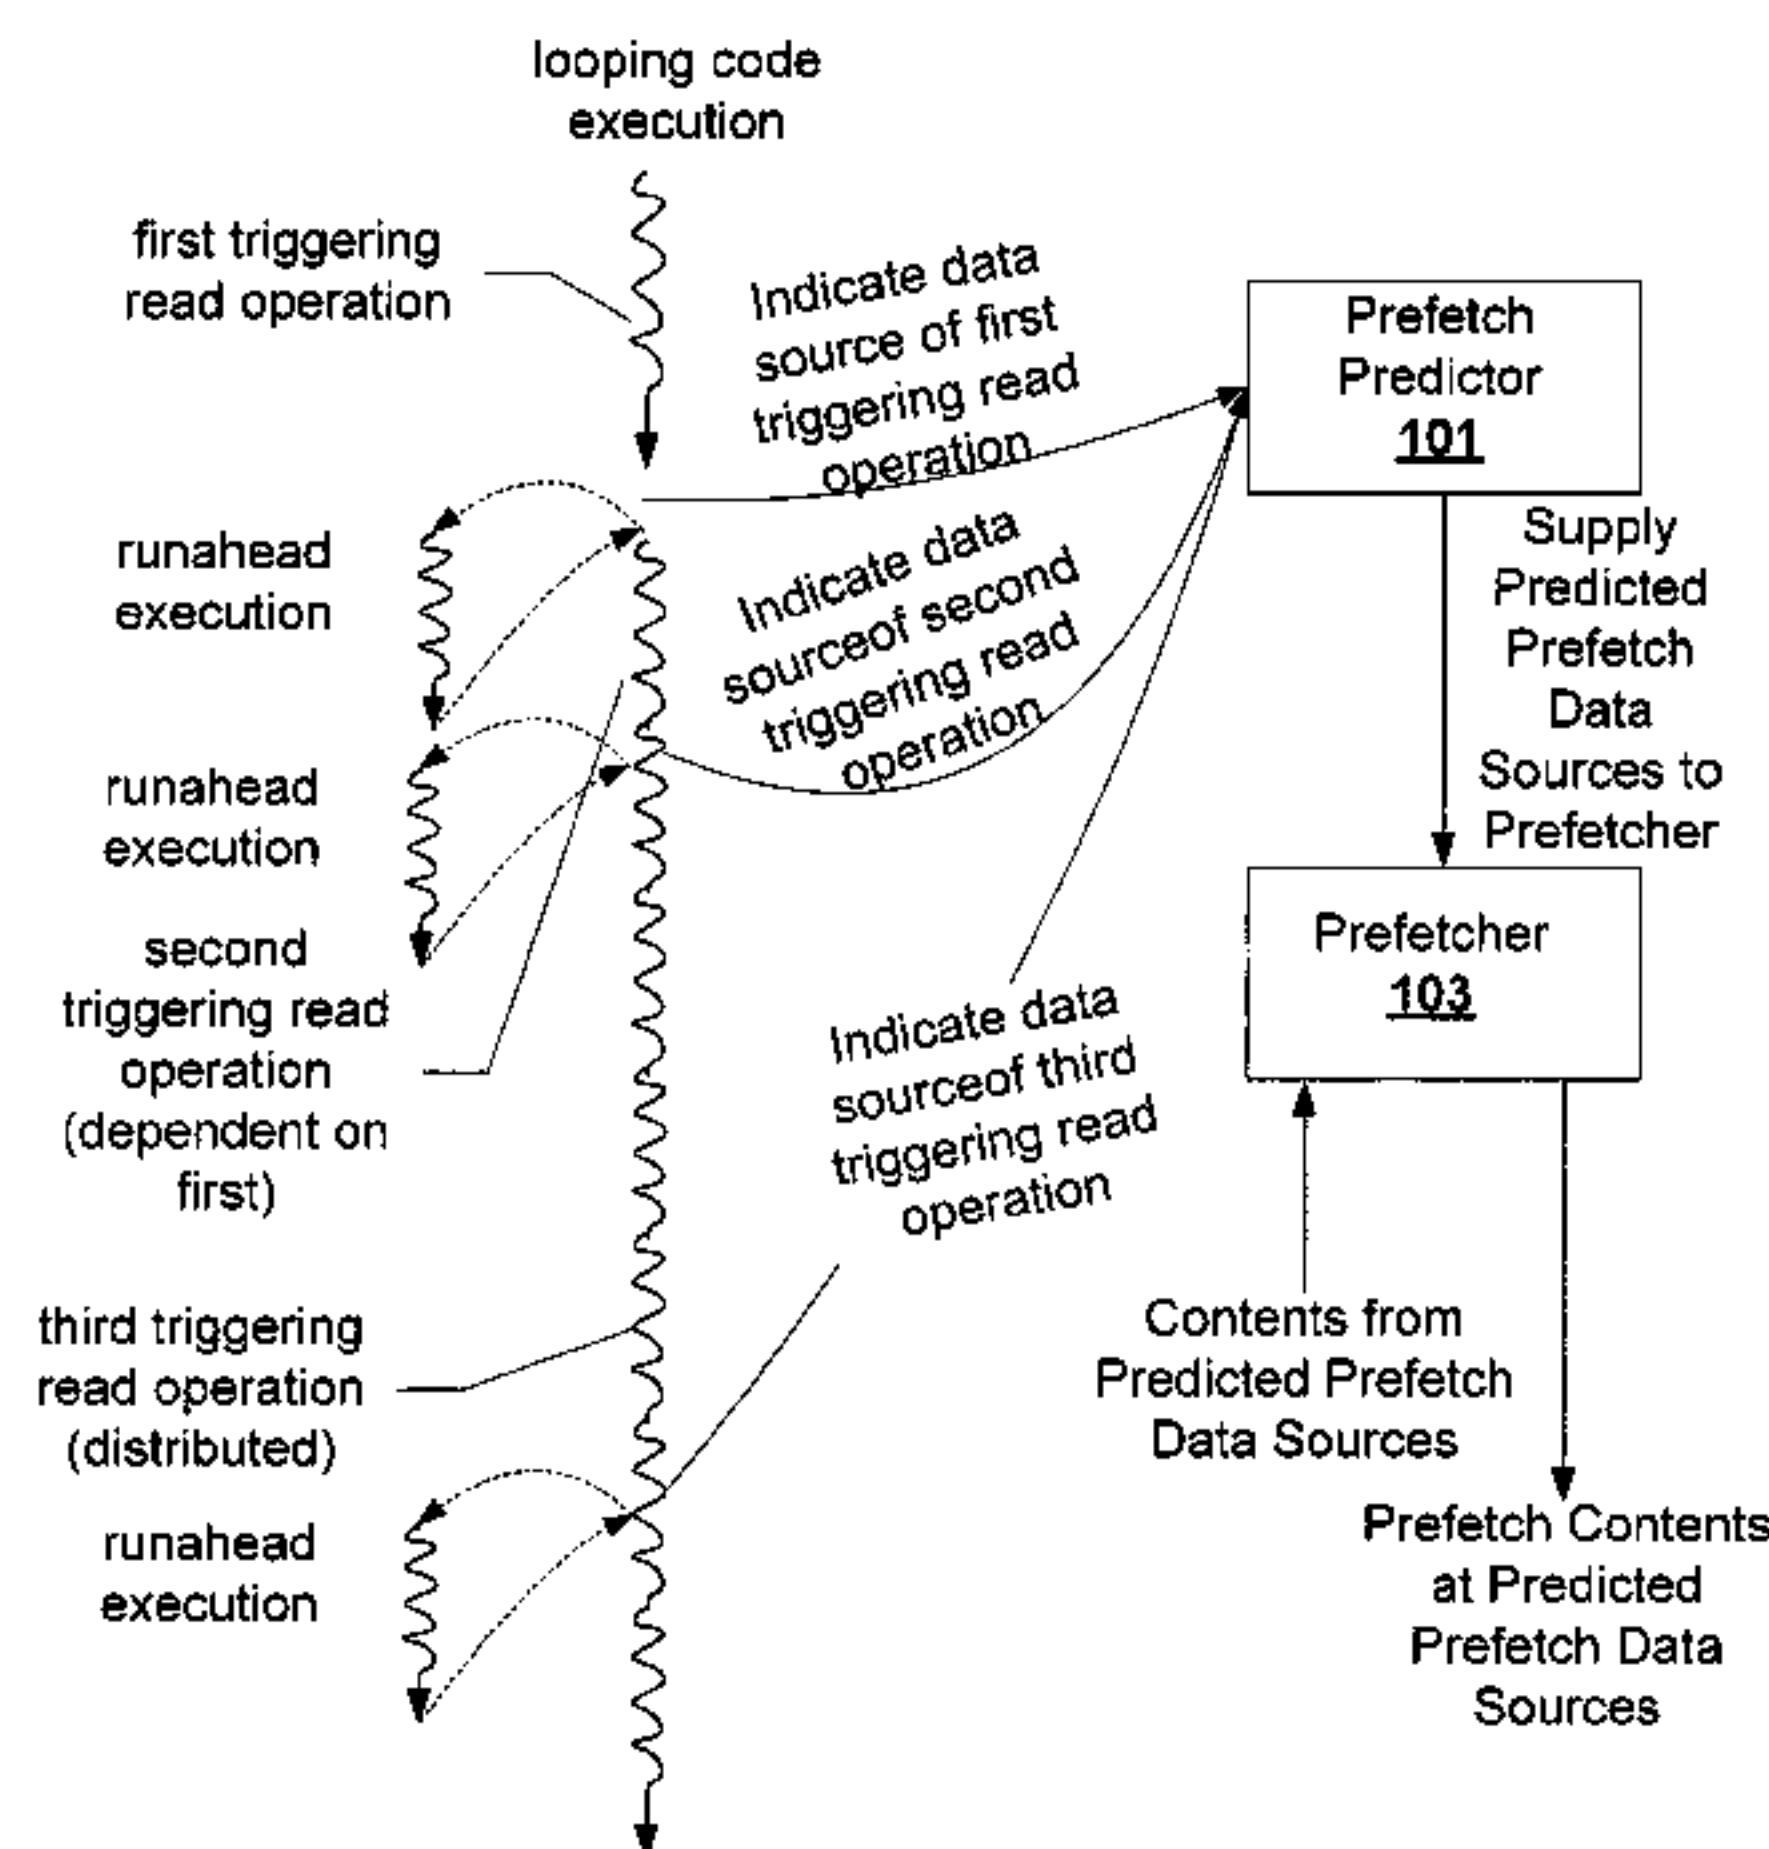 looping code
execution
first triggering
read operation
Indicate data
source of first
triggering read
operation
Prefetch
Predictor
101
runahead
execution
Indicate data
sourceof second
triggering read
operation
Supply
Predicted
Prefetch
Data
Sources to
Prefetcher
runahead
execution
Prefetcher
103
second
triggering read
operation
(dependent on
first)
Indicate data
sourceof third
triggering read
operation
third triggering
read operation
(distributed)
Contents from
Predicted Prefetch
Data Sources
runahead
execution
Prefetch Contents
at Predicted
Prefetch Data
Sources